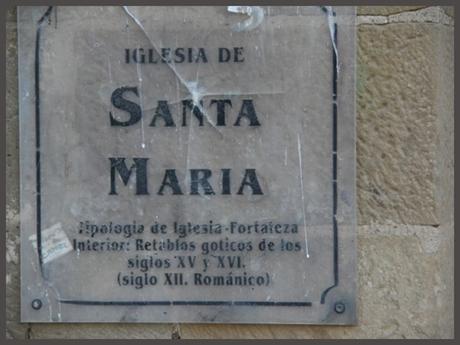 IGLESIA DE
SANTA
MARIA
Tipologia de Iglesia-Fortaleza
Interior: Retablos goticos de los
siglos XV y XVI.
(siglo XII. Románico)